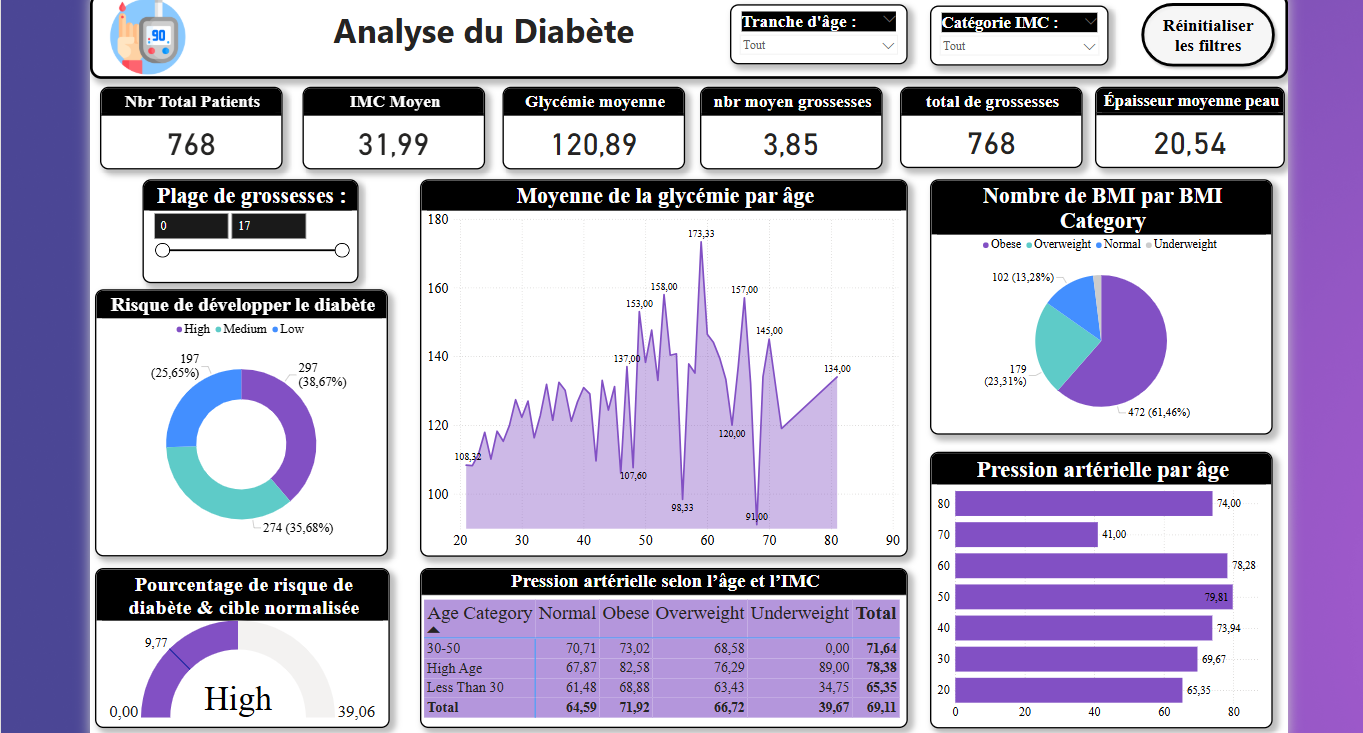 90
Analyse du Diabète
Tranche d'âge :
Tout
Catégorie IMC :
Tout
Réinitialiser
les filtres
Nbr Total Patients
768
IMC Moyen
31,99
Glycémie moyenne
120,89
nbr moyen grossesses
3,85
total de grossesses
768
Épaisseur moyenne peau
20,54
Plage de grossesses :
0
17
Risque de développer le diabète
High Medium Low
197
(25,65%)
297
(38,67%)
274 (35,68%)
Pourcentage de risque de
diabète & cible normalisée
9,77
High
0,00
39,06
Moyenne de la glycémie par âge
180
160
140
120
100
108,32
137,00
153,00
158,00
107,60
98,33
173,33
120,00
157,00
91,00
145,00
134,00
20 30 40 50 60 70 80 90
Pression artérielle selon l’âge et l’IMC
Age Category Normal Obese Overweight Underweight Total
30-50 70,71 73,02 68,58 0,00 71,64
High Age 67,87 82,58 76,29 89,00 78,38
Less Than 30 61,48 68,88 63,43 34,75 65,35
Total 64,59 71,92 66,72 39,67 69,11
Nombre de BMI par BMI
Category
Obese Overweight Normal Underweight
102 (13,28%)
179
(23,31%)
472 (61,46%)
Pression artérielle par âge
80 74,00
70 41,00
60 78,28
50 79,81
40 73,94
30 69,67
20 65,35
0 20 40 60 80